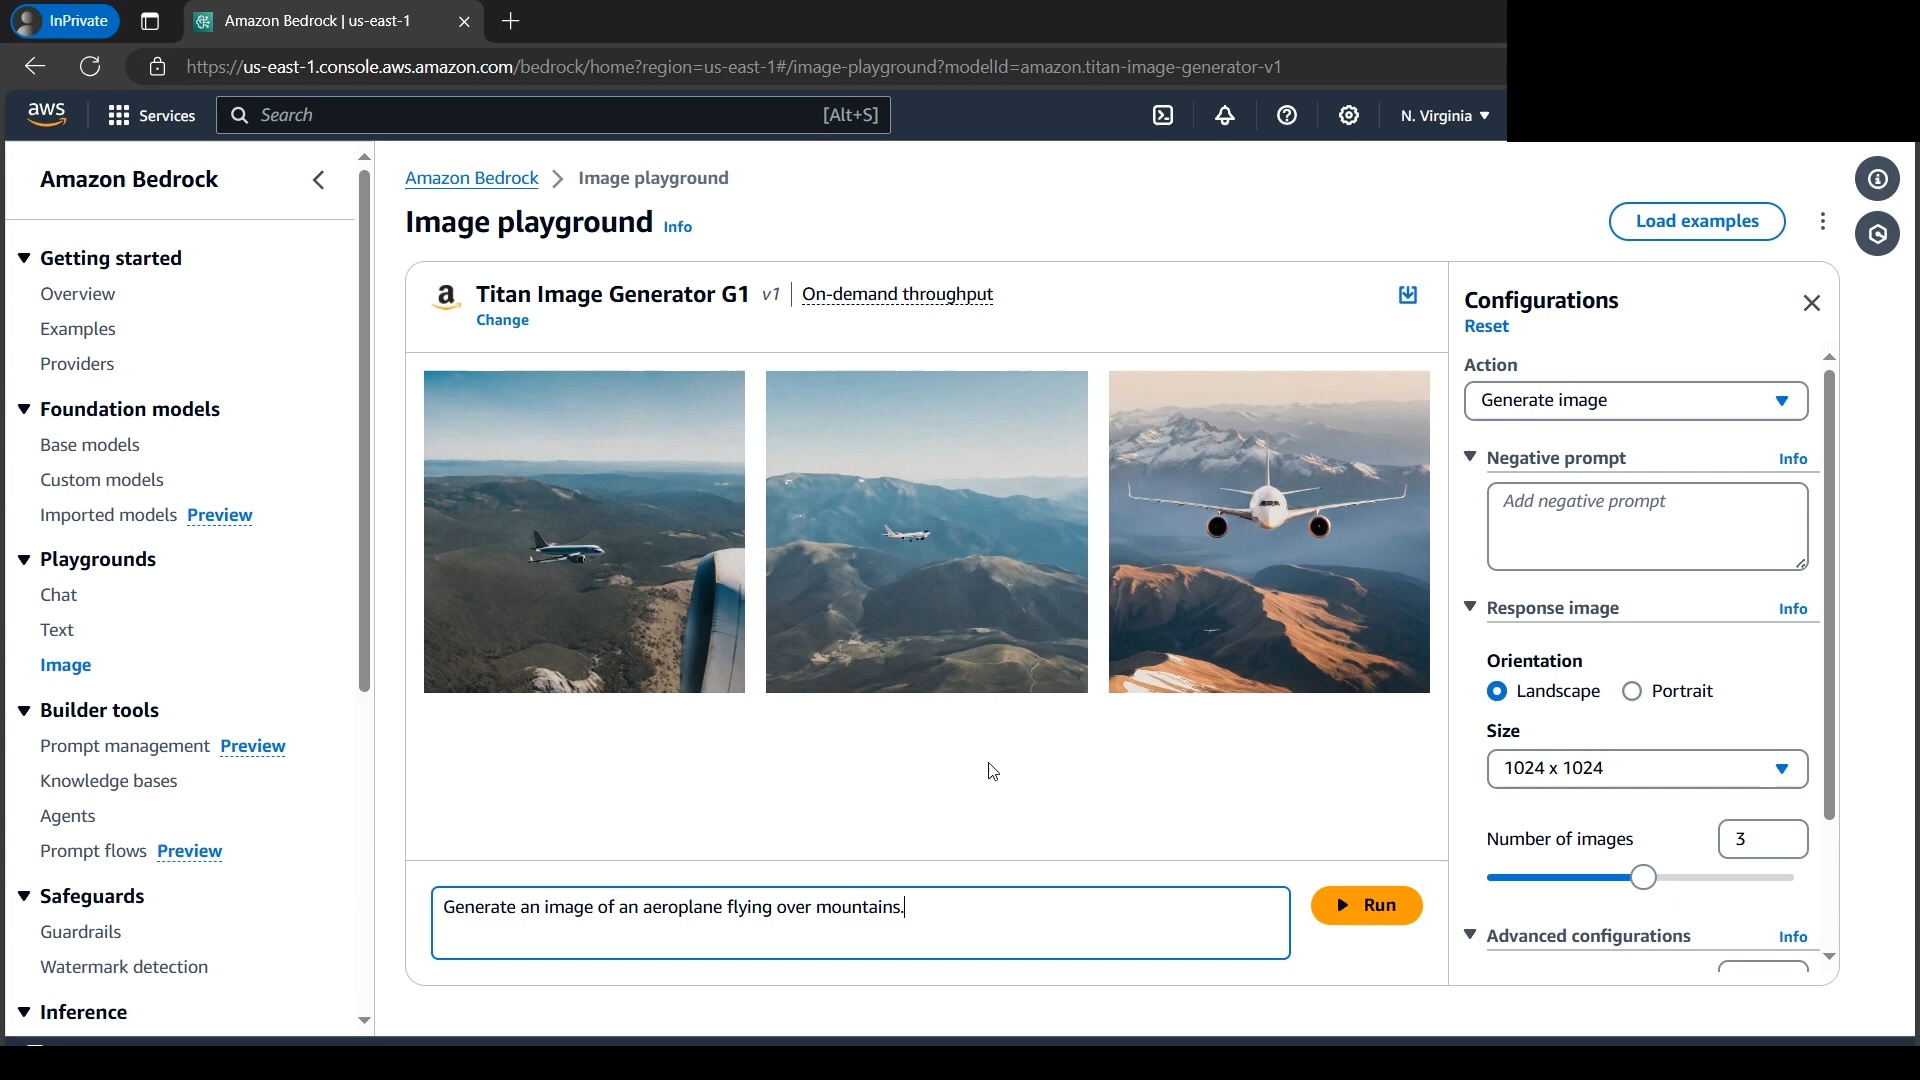 InPrivate
Amazon Bedrock | us-east-1
https://us-east-1.console.aws.amazon.com/bedrock/home?region=us-east-1#/image-playground?modelId=amazon.titan-image-generator-v1
aws
Services
Search
[Alt+S]
N. Virginia
Amazon Bedrock
Getting started
Overview
Examples
Providers
Foundation models
Base models
Custom models
Imported models Preview
Playgrounds
Chat
Text
Image
Builder tools
Prompt management Preview
Knowledge bases
Agents
Prompt flows Preview
Safeguards
Guardrails
Watermark detection
Inference
Amazon Bedrock > Image playground
Image playground Info
Load examples
a
Titan Image Generator G1 v1 | On-demand throughput
Change
Generate an image of an aeroplane flying over mountains.
Run
Configurations
Reset
Action
Generate image
Negative prompt Info
Add negative prompt
Response image Info
Orientation
Landscape Portrait
Size
1024 x 1024
Number of images 3
Advanced configurations Info